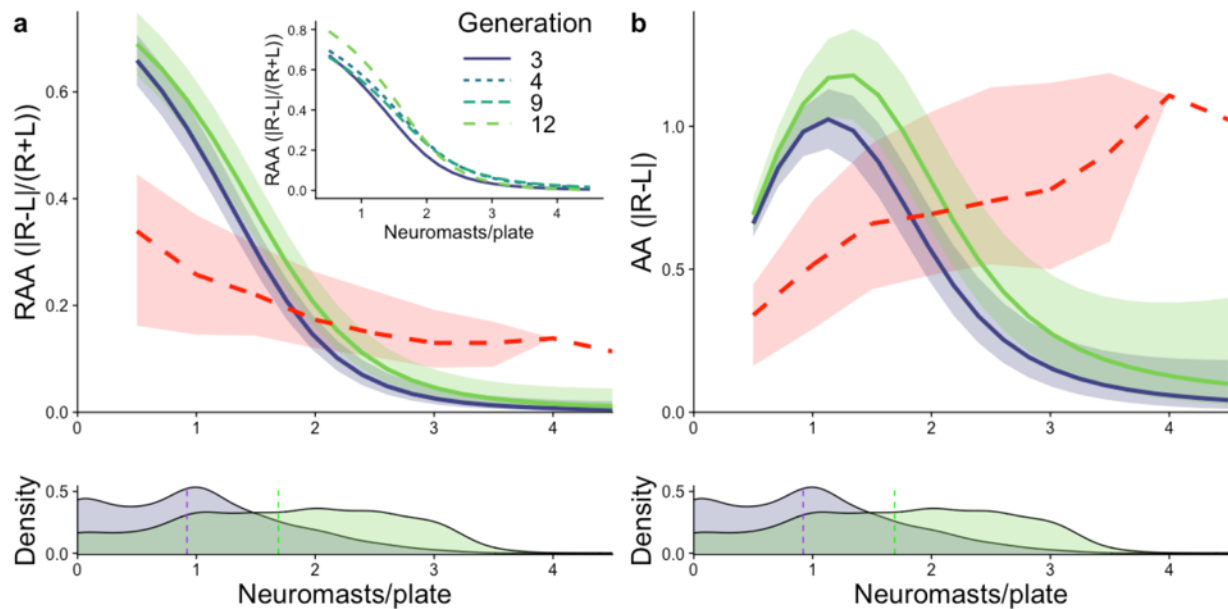 a
RAA (|R-L|/(R+L))
0.6
0.4
0.2
0.0
0 1 2 3 4
RAA (|R-L|/(R+L))
0.8
0.6
0.4
0.2
0.0
1 2 3 4
Neuromasts/plate
Generation
3
4
9
12
b
AA (|R-L|)
1.0
0.5
0.0
0 1 2 3 4
Density
0.5
0.0
0 1 2 3 4
Neuromasts/plate
Density
0.5
0.0
0 1 2 3 4
Neuromasts/plate